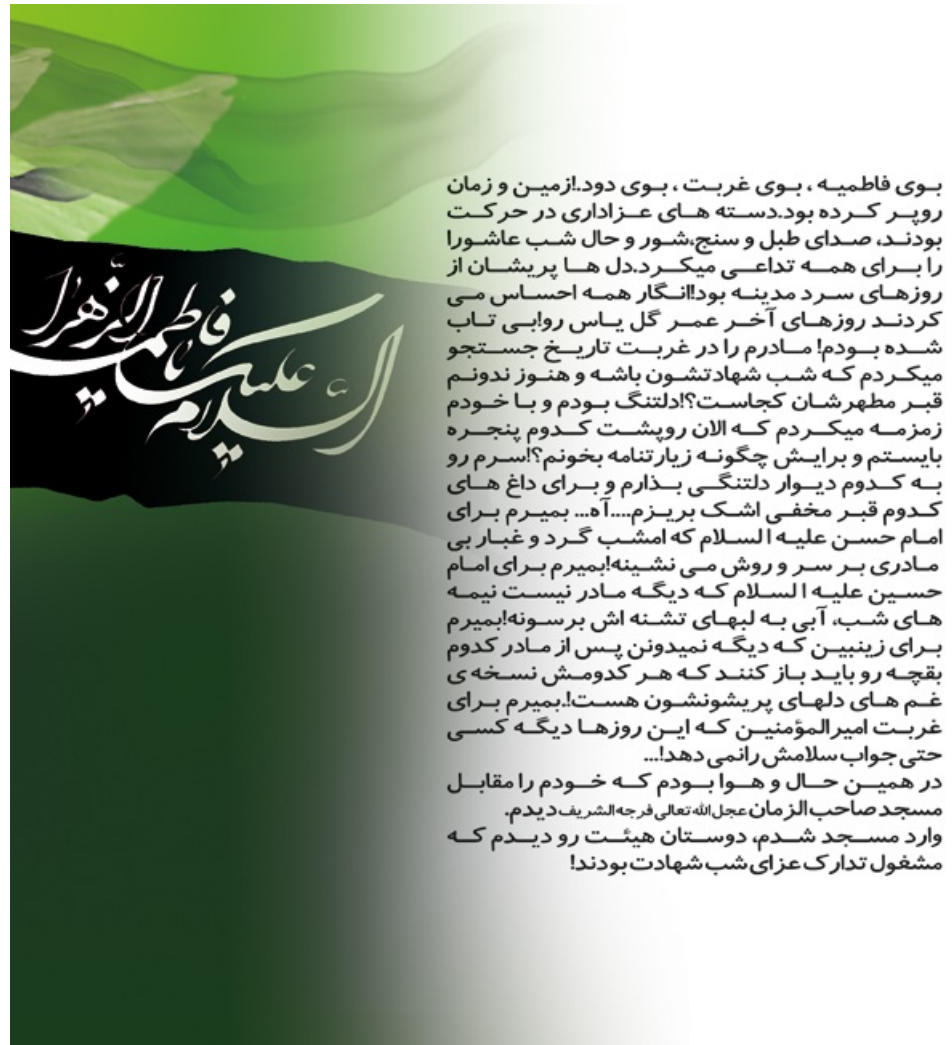 السلام علیک یا فاطمة الزهرا
بوی فاطمیه ، بوی غربت ، بوی دود.!زمین و زمان
روپر کرده بود.دسته های عزاداری در حرکت
بودند، صدای طبل و سنج،شور و حال شب عاشورا
را برای همه تداعی میکرد.دل ها پریشان از
روزهای سرد مدینه بود!انگار همه احساس می
کردند روزهای آخر عمر گل یاس رو!بی تاب
شده بودم! مادرم را در غربت تاریخ جستجو
میکردم که شب شهادتشون باشه و هنوز ندونم
قبر مطهرشان کجاست؟!دلتنگ بودم و با خودم
زمزمه میکردم که الان روپشت کدوم پنجره
بایستم و برایش چگونه زیارتنامه بخونم؟!سرم رو
به کدوم دیوار دلتنگی بذارم و برای داغ های
کدوم قبر مخفی اشک بریزم....آه... بمیرم برای
امام حسن علیه السلام که امشب گرد و غبار بی
مادری بر سر و روش می نشینه!بمیرم برای امام
حسین علیه السلام که دیگه مادر نیست نیمه
های شب، آبی به لبهای تشنه اش برسونه!بمیرم
برای زینبین که دیگه نمیدونن پس از مادر کدوم
بقچه رو باید باز کنند که هر کدومش نسخه ی
غم های دلهای پریشونشون هست!.بمیرم برای
غربت امیرالمؤمنین که این روزها دیگه کسی
حتی جواب سلامش رانمی دهد!...
در همین حال و هوا بودم که خودم را مقابل
مسجد صاحب الزمان عجل الله تعالی فرجه الشریف دیدم.
وارد مسجد شدم، دوستان هیئت رو دیدم که
مشغول تدارک عزای شب شهادت بودند!